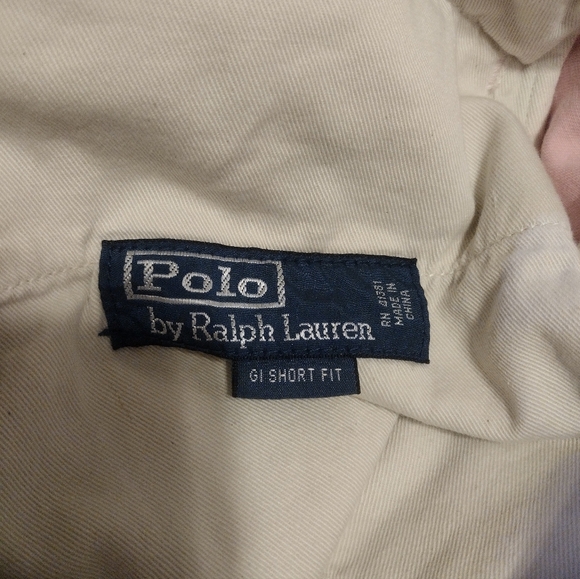 Polo
by Ralph Lauren
RN 41381
MADE IN
CHINA
GI SHORT FIT